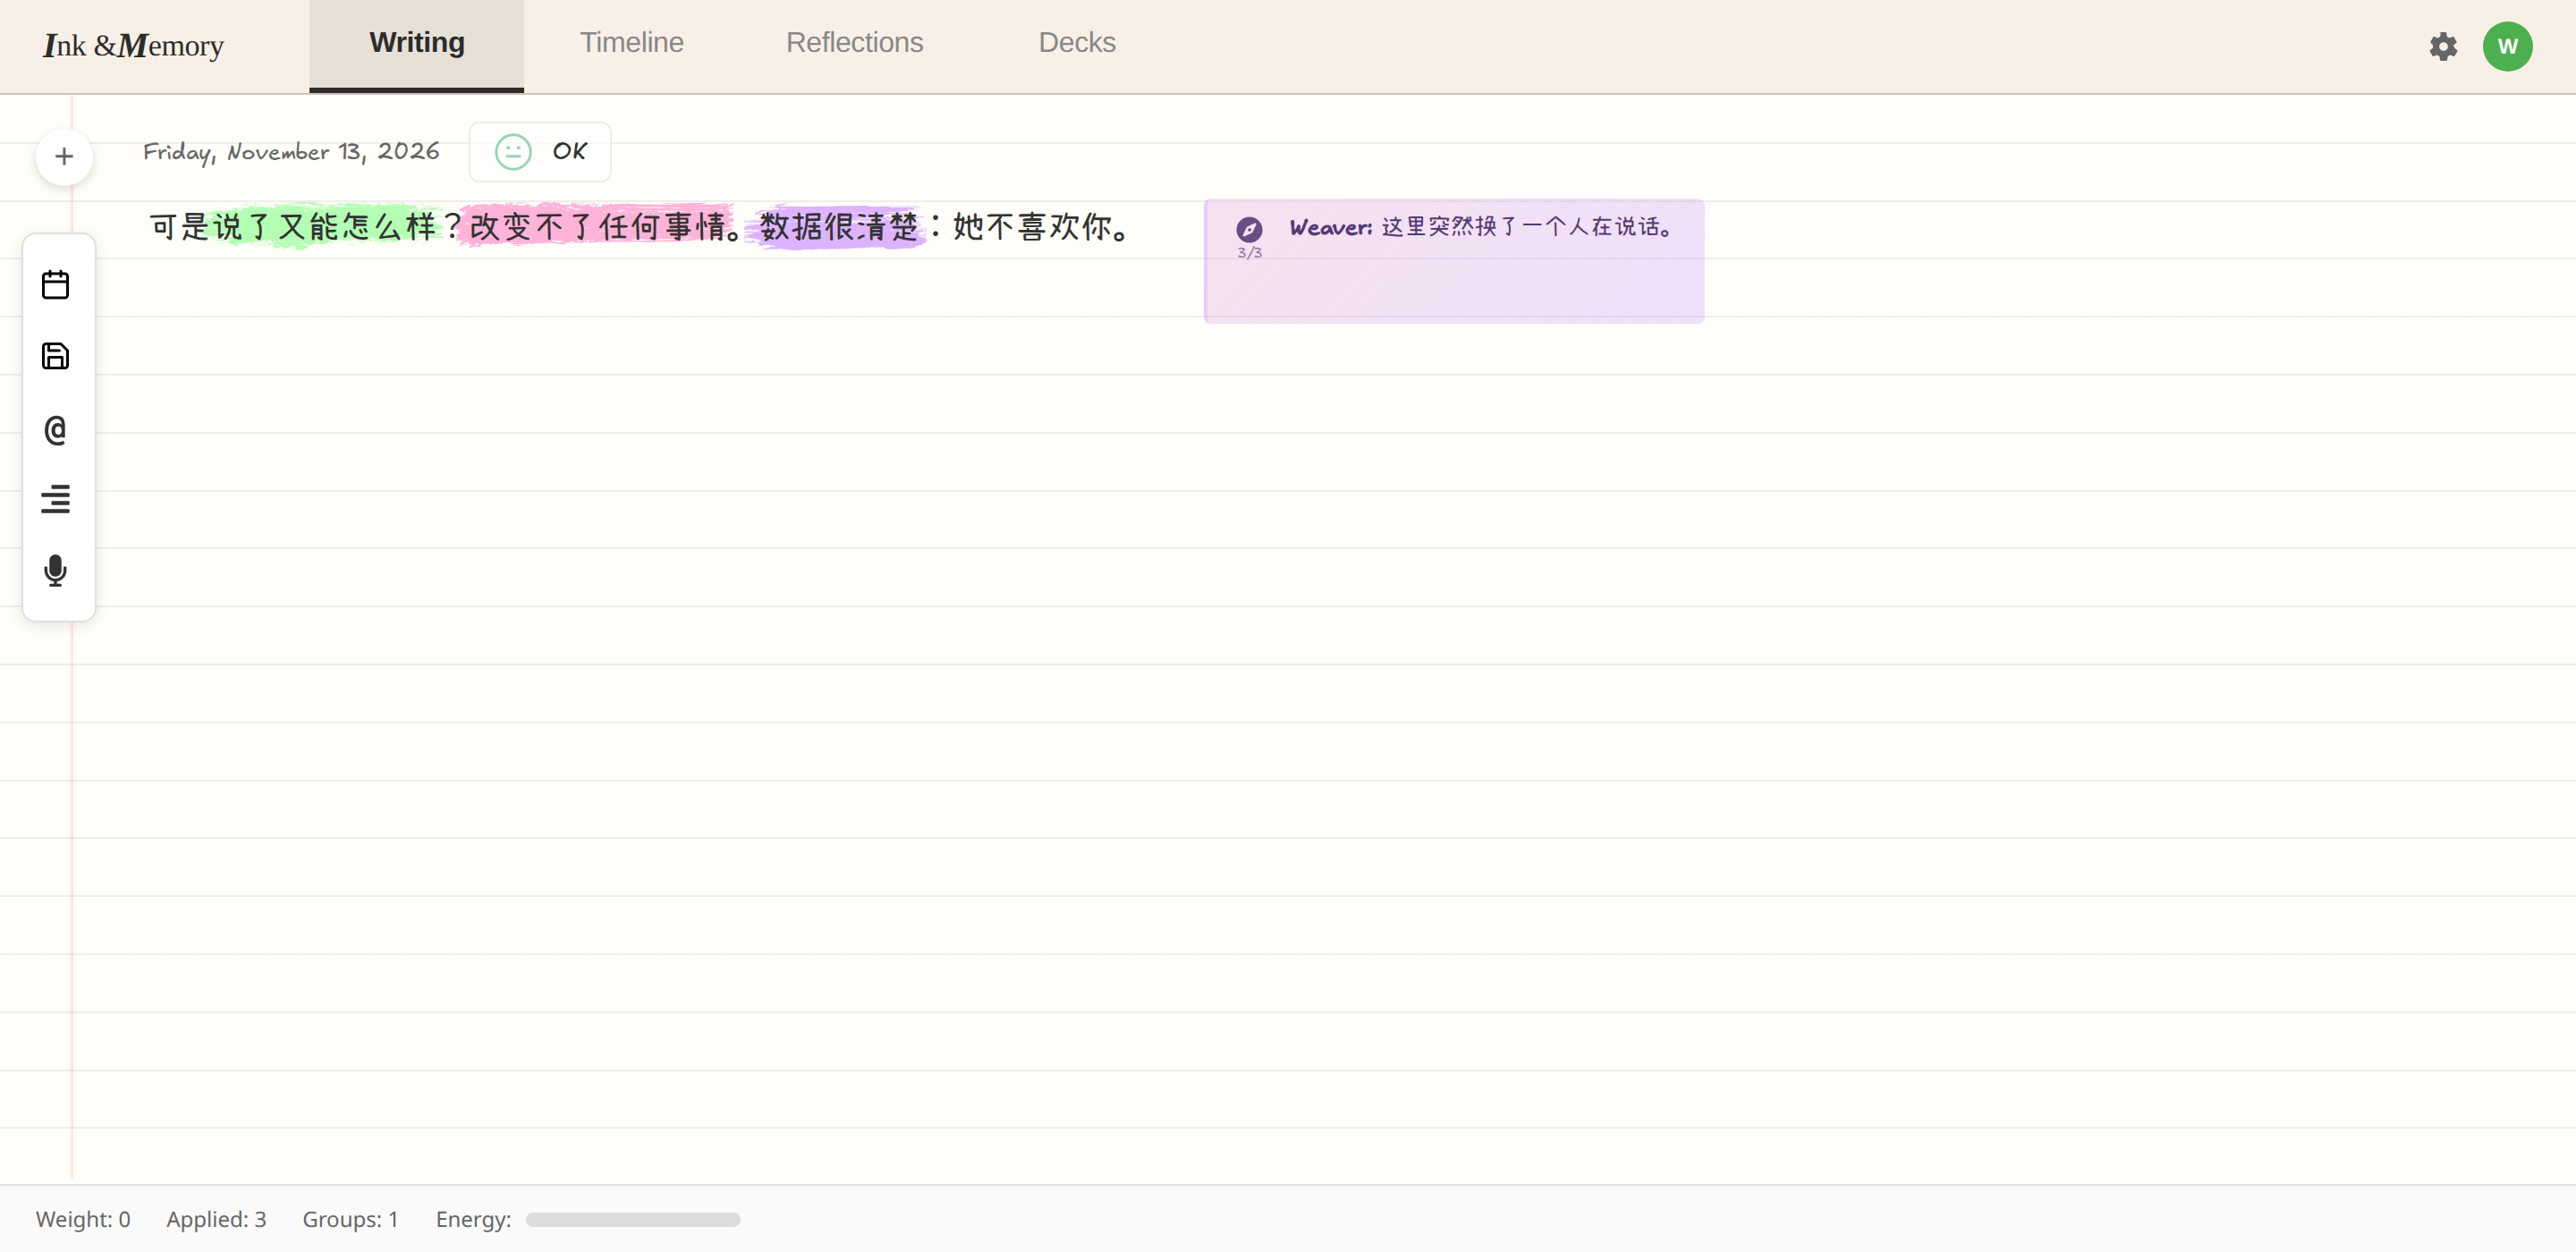 Ink & Memory
Writing
Timeline
Reflections
Decks
W
Friday, November 13, 2026
OK
可是说了又能怎么样？改变不了任何事情。数据很清楚：她不喜欢你。
Weaver: 这里突然换了一个人在说话。
3/3
@
Weight: 0
Applied: 3
Groups: 1
Energy: